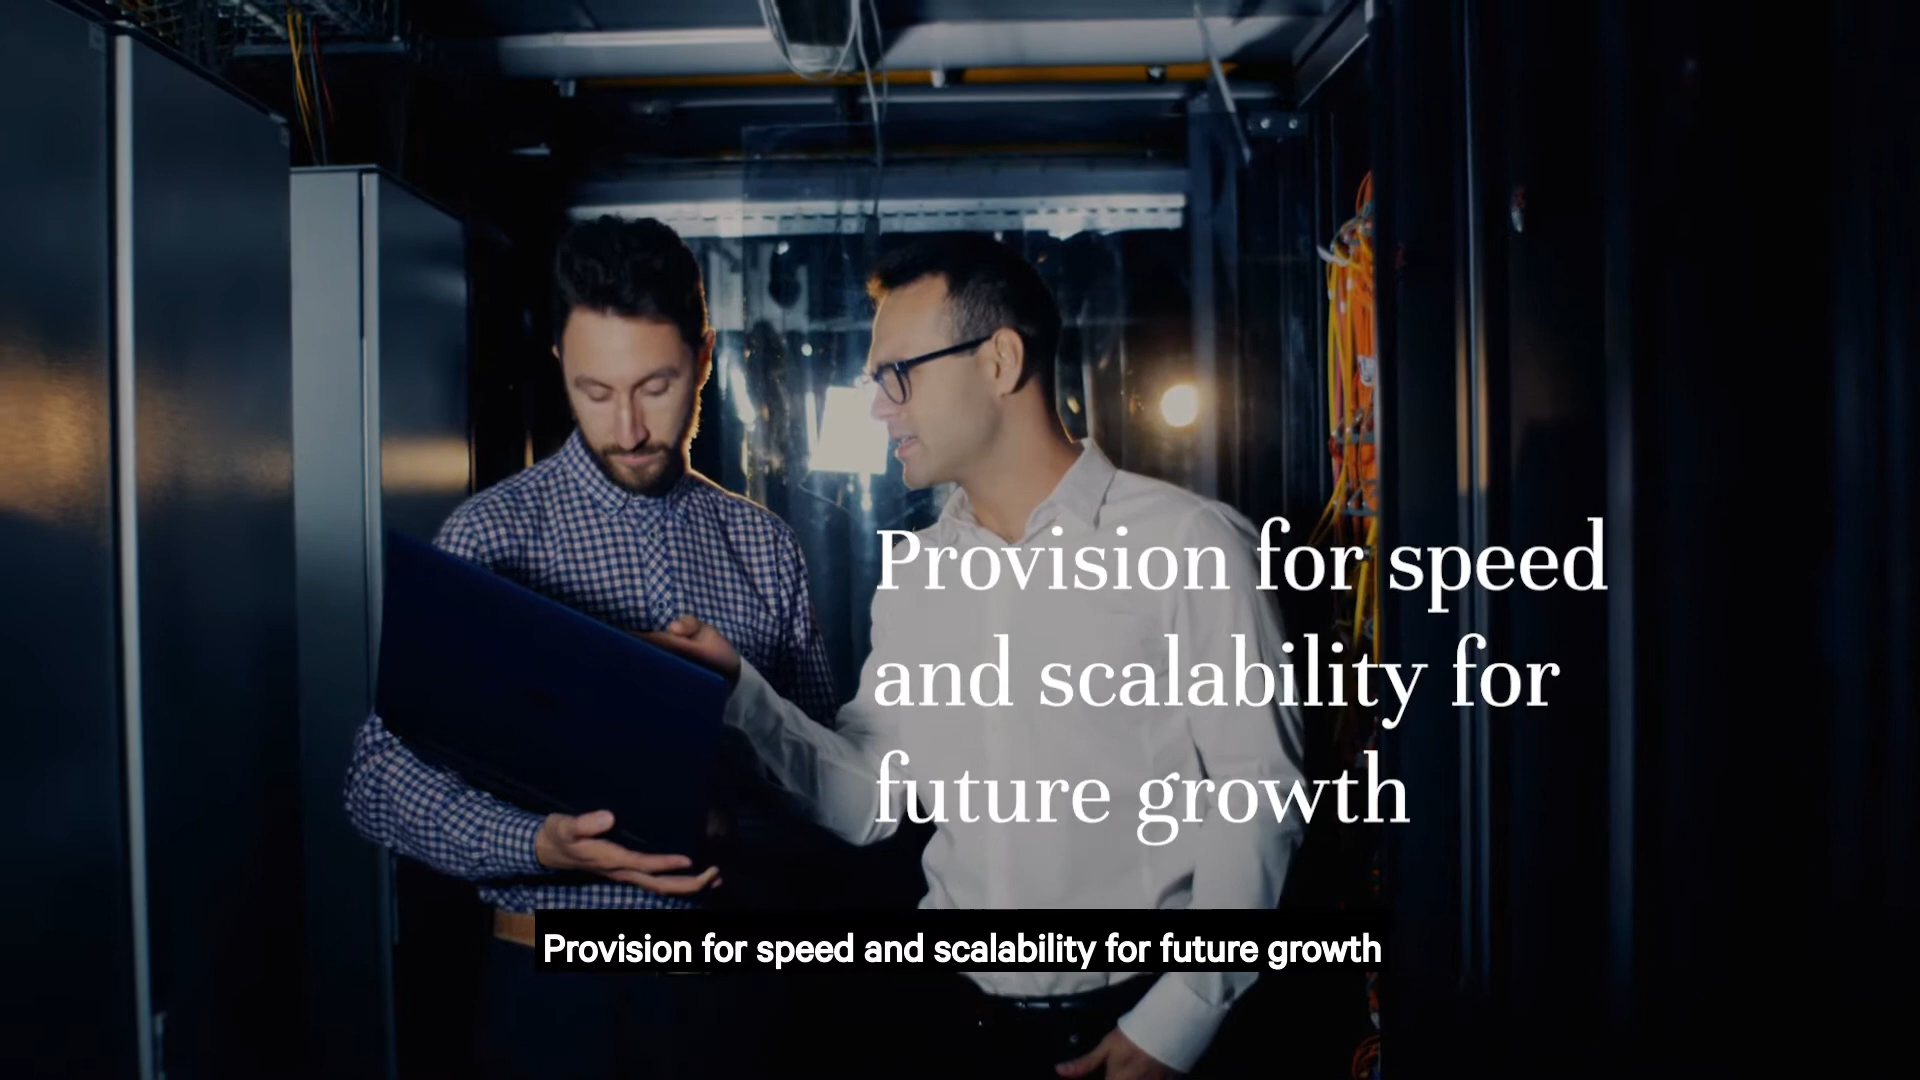 Provision for speed
and scalability for
future growth
Provision for speed and scalability for future growth